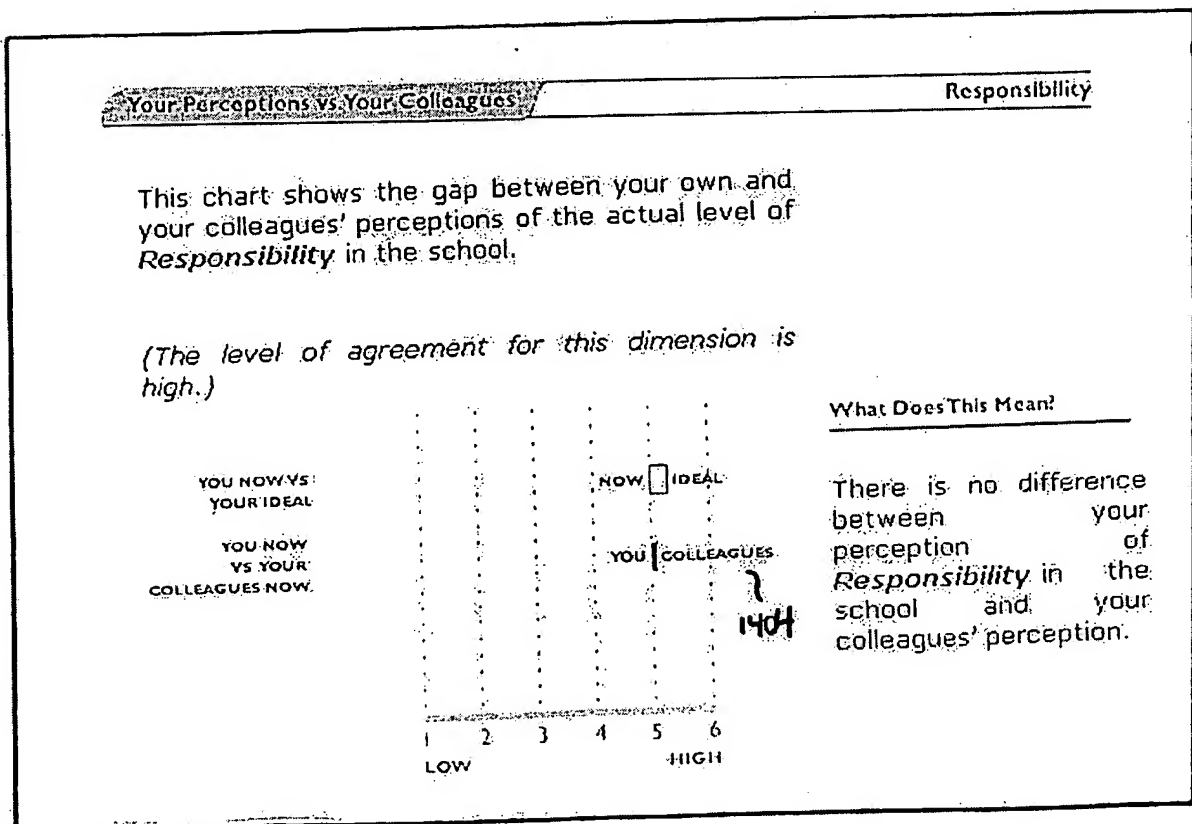 Your Perceptions vs. Your Colleagues'
Responsibility
This chart shows the gap between your own and
your colleagues' perceptions of the actual level of
Responsibility in the school.
(The level of agreement for this dimension is
high.)
YOU NOW VS
YOUR IDEAL
NOW IDEAL
YOU NOW
VS YOUR
COLLEAGUES NOW
YOU COLLEAGUES
1404
1 2 3 4 5 6
LOW HIGH
What Does This Mean?
There is no difference
between your
perception of
Responsibility in the
school and your
colleagues' perception.